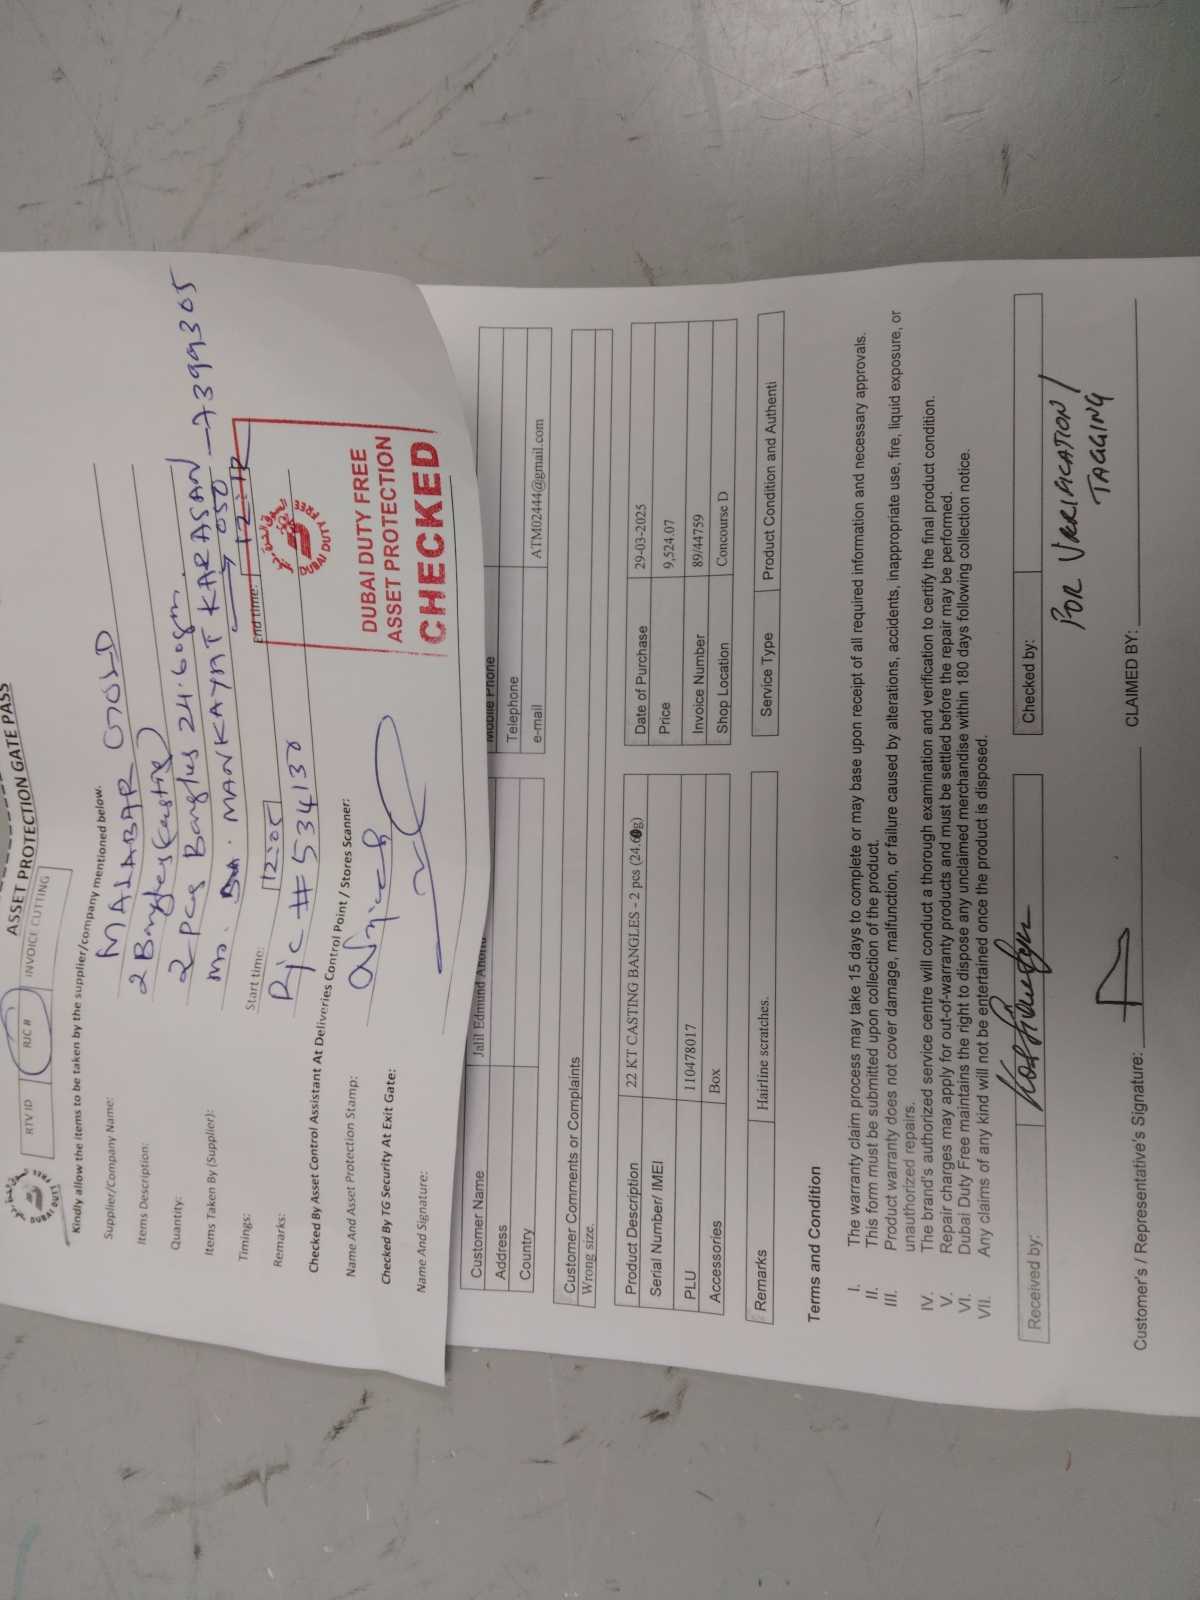 ASSET PROTECTION GATE PASS
RTV ID RJC # INVOICE CUTTING
Kindly allow the items to be taken by the supplier/company mentioned below.
Supplier/Company Name: MALABAR GOLD
Items Description: 2 Bangles (casting)
Quantity: 2 Pcs Bangles 24.60gm.
Items Taken By (Supplier): Mr. MANKAYAT KARASAN → 050-7399305
Timings: Start time: 12:05 End time: 12:12
Remarks: Rjc # 534138
Checked By Asset Control Assistant At Deliveries Control Point / Stores Scanner:
Name And Asset Protection Stamp:
Checked By TG Security At Exit Gate:
Name And Signature:
DUBAI DUTY FREE
DUBAI DUTY FREE
ASSET PROTECTION
CHECKED
Customer Name Jalil Edmund Mobile Phone
Address Telephone
Country e-mail ATM02444@gmail.com
Customer Comments or Complaints
Wrong size.
Product Description 22 KT CASTING BANGLES - 2 pcs (24.60g) Date of Purchase 29-03-2025
Serial Number/ IMEI Price 9,524.07
PLU 110478017 Invoice Number 89/44759
Accessories Box Shop Location Concourse D
Remarks Hairline scratches. Service Type Product Condition and Authenti
Terms and Condition
I. The warranty claim process may take 15 days to complete or may base upon receipt of all required information and necessary approvals.
II. This form must be submitted upon collection of the product.
III. Product warranty does not cover damage, malfunction, or failure caused by alterations, accidents, inappropriate use, fire, liquid exposure, or
unauthorized repairs.
IV. The brand's authorized service centre will conduct a thorough examination and verification to certify the final product condition.
V. Repair charges may apply for out-of-warranty products and must be settled before the repair may be performed.
VI. Dubai Duty Free maintains the right to dispose any unclaimed merchandise within 180 days following collection notice.
VII. Any claims of any kind will not be entertained once the product is disposed.
Received by: Checked by:
FOR VERIFICATION /
TAGGING
Customer's / Representative's Signature: CLAIMED BY: